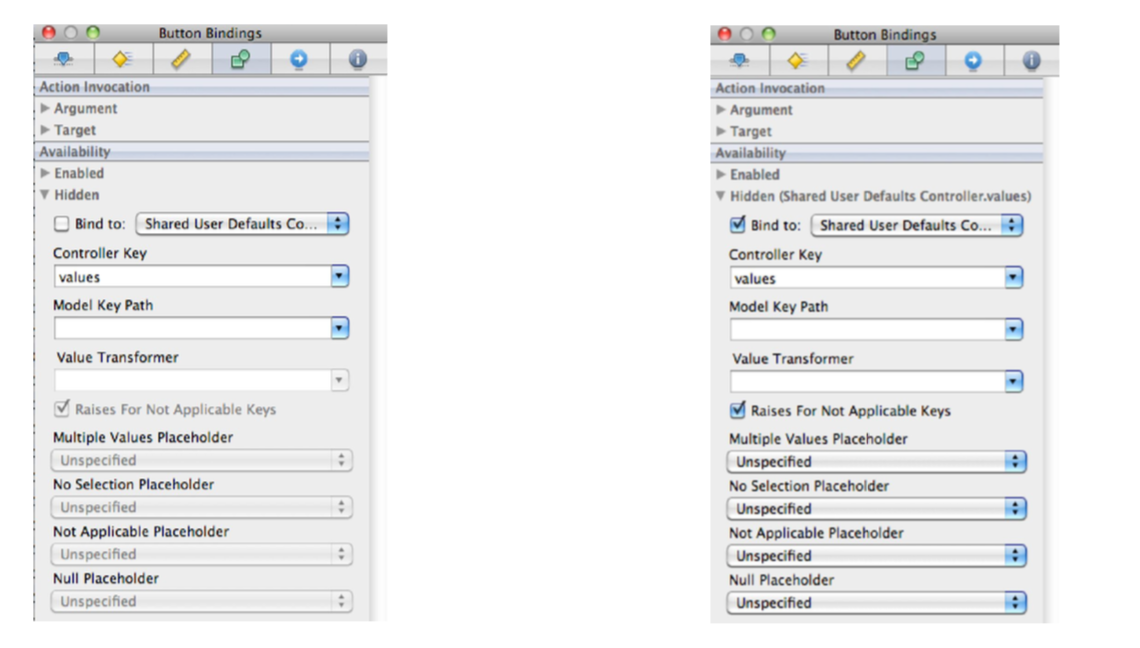 Button Bindings
Action Invocation
Argument
Target
Availability
Enabled
Hidden
Bind to: Shared User Defaults Co...
Controller Key
values
Model Key Path
Value Transformer
Raises For Not Applicable Keys
Multiple Values Placeholder
Unspecified
No Selection Placeholder
Unspecified
Not Applicable Placeholder
Unspecified
Null Placeholder
Unspecified
Button Bindings
Action Invocation
Argument
Target
Availability
Enabled
Hidden (Shared User Defaults Controller.values)
Bind to: Shared User Defaults Co...
Controller Key
values
Model Key Path
Value Transformer
Raises For Not Applicable Keys
Multiple Values Placeholder
Unspecified
No Selection Placeholder
Unspecified
Not Applicable Placeholder
Unspecified
Null Placeholder
Unspecified